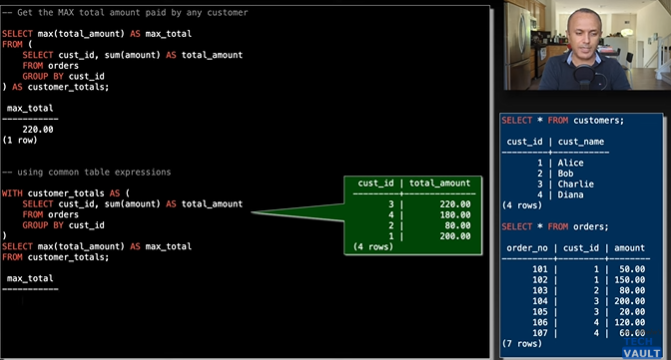 -- Get the MAX total amount paid by any customer
SELECT max(total_amount) AS max_total
FROM (
SELECT cust_id, sum(amount) AS total_amount
FROM orders
GROUP BY cust_id
) AS customer_totals;
max_total
-----------
220.00
(1 row)
-- using common table expressions
WITH customer_totals AS (
SELECT cust_id, sum(amount) AS total_amount
FROM orders
GROUP BY cust_id
)
SELECT max(total_amount) AS max_total
FROM customer_totals;
max_total
-----------
cust_id | total_amount
3 | 220.00
4 | 180.00
2 | 80.00
1 | 200.00
(4 rows)
SELECT * FROM customers;
cust_id | cust_name
1 | Alice
2 | Bob
3 | Charlie
4 | Diana
(4 rows)
SELECT * FROM orders;
order_no | cust_id | amount
101 | 1 | 50.00
102 | 1 | 150.00
103 | 2 | 80.00
104 | 3 | 200.00
105 | 3 | 20.00
106 | 4 | 120.00
107 | 4 | 60.00
(7 rows)
TECH
VAULT